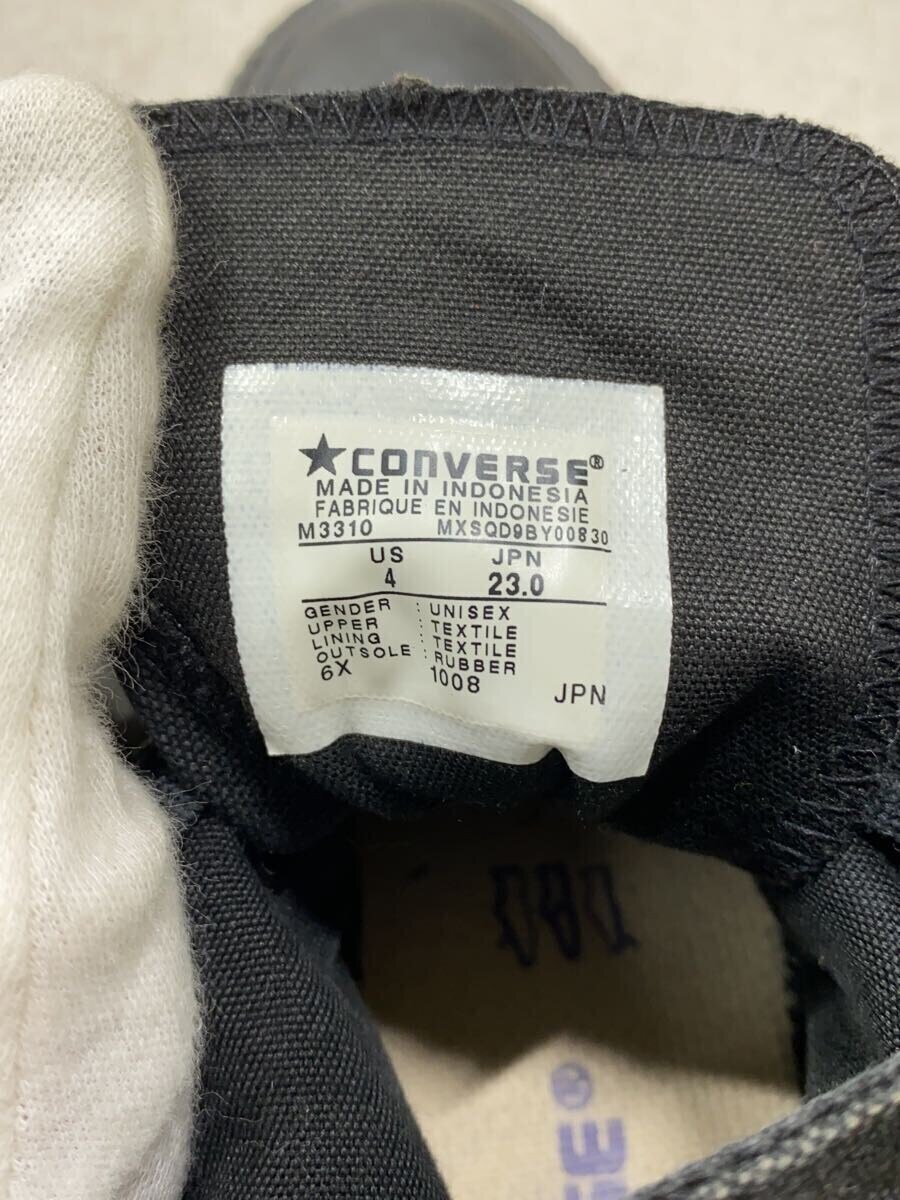 ★CONVERSE®
MADE IN INDONESIA
FABRIQUE EN INDONESIE
M3310 MXSQD9BY00830
US JPN
4 23.0
GENDER : UNISEX
UPPER : TEXTILE
LINING : TEXTILE
OUTSOLE : RUBBER
6X 1008 JPN
®
SE